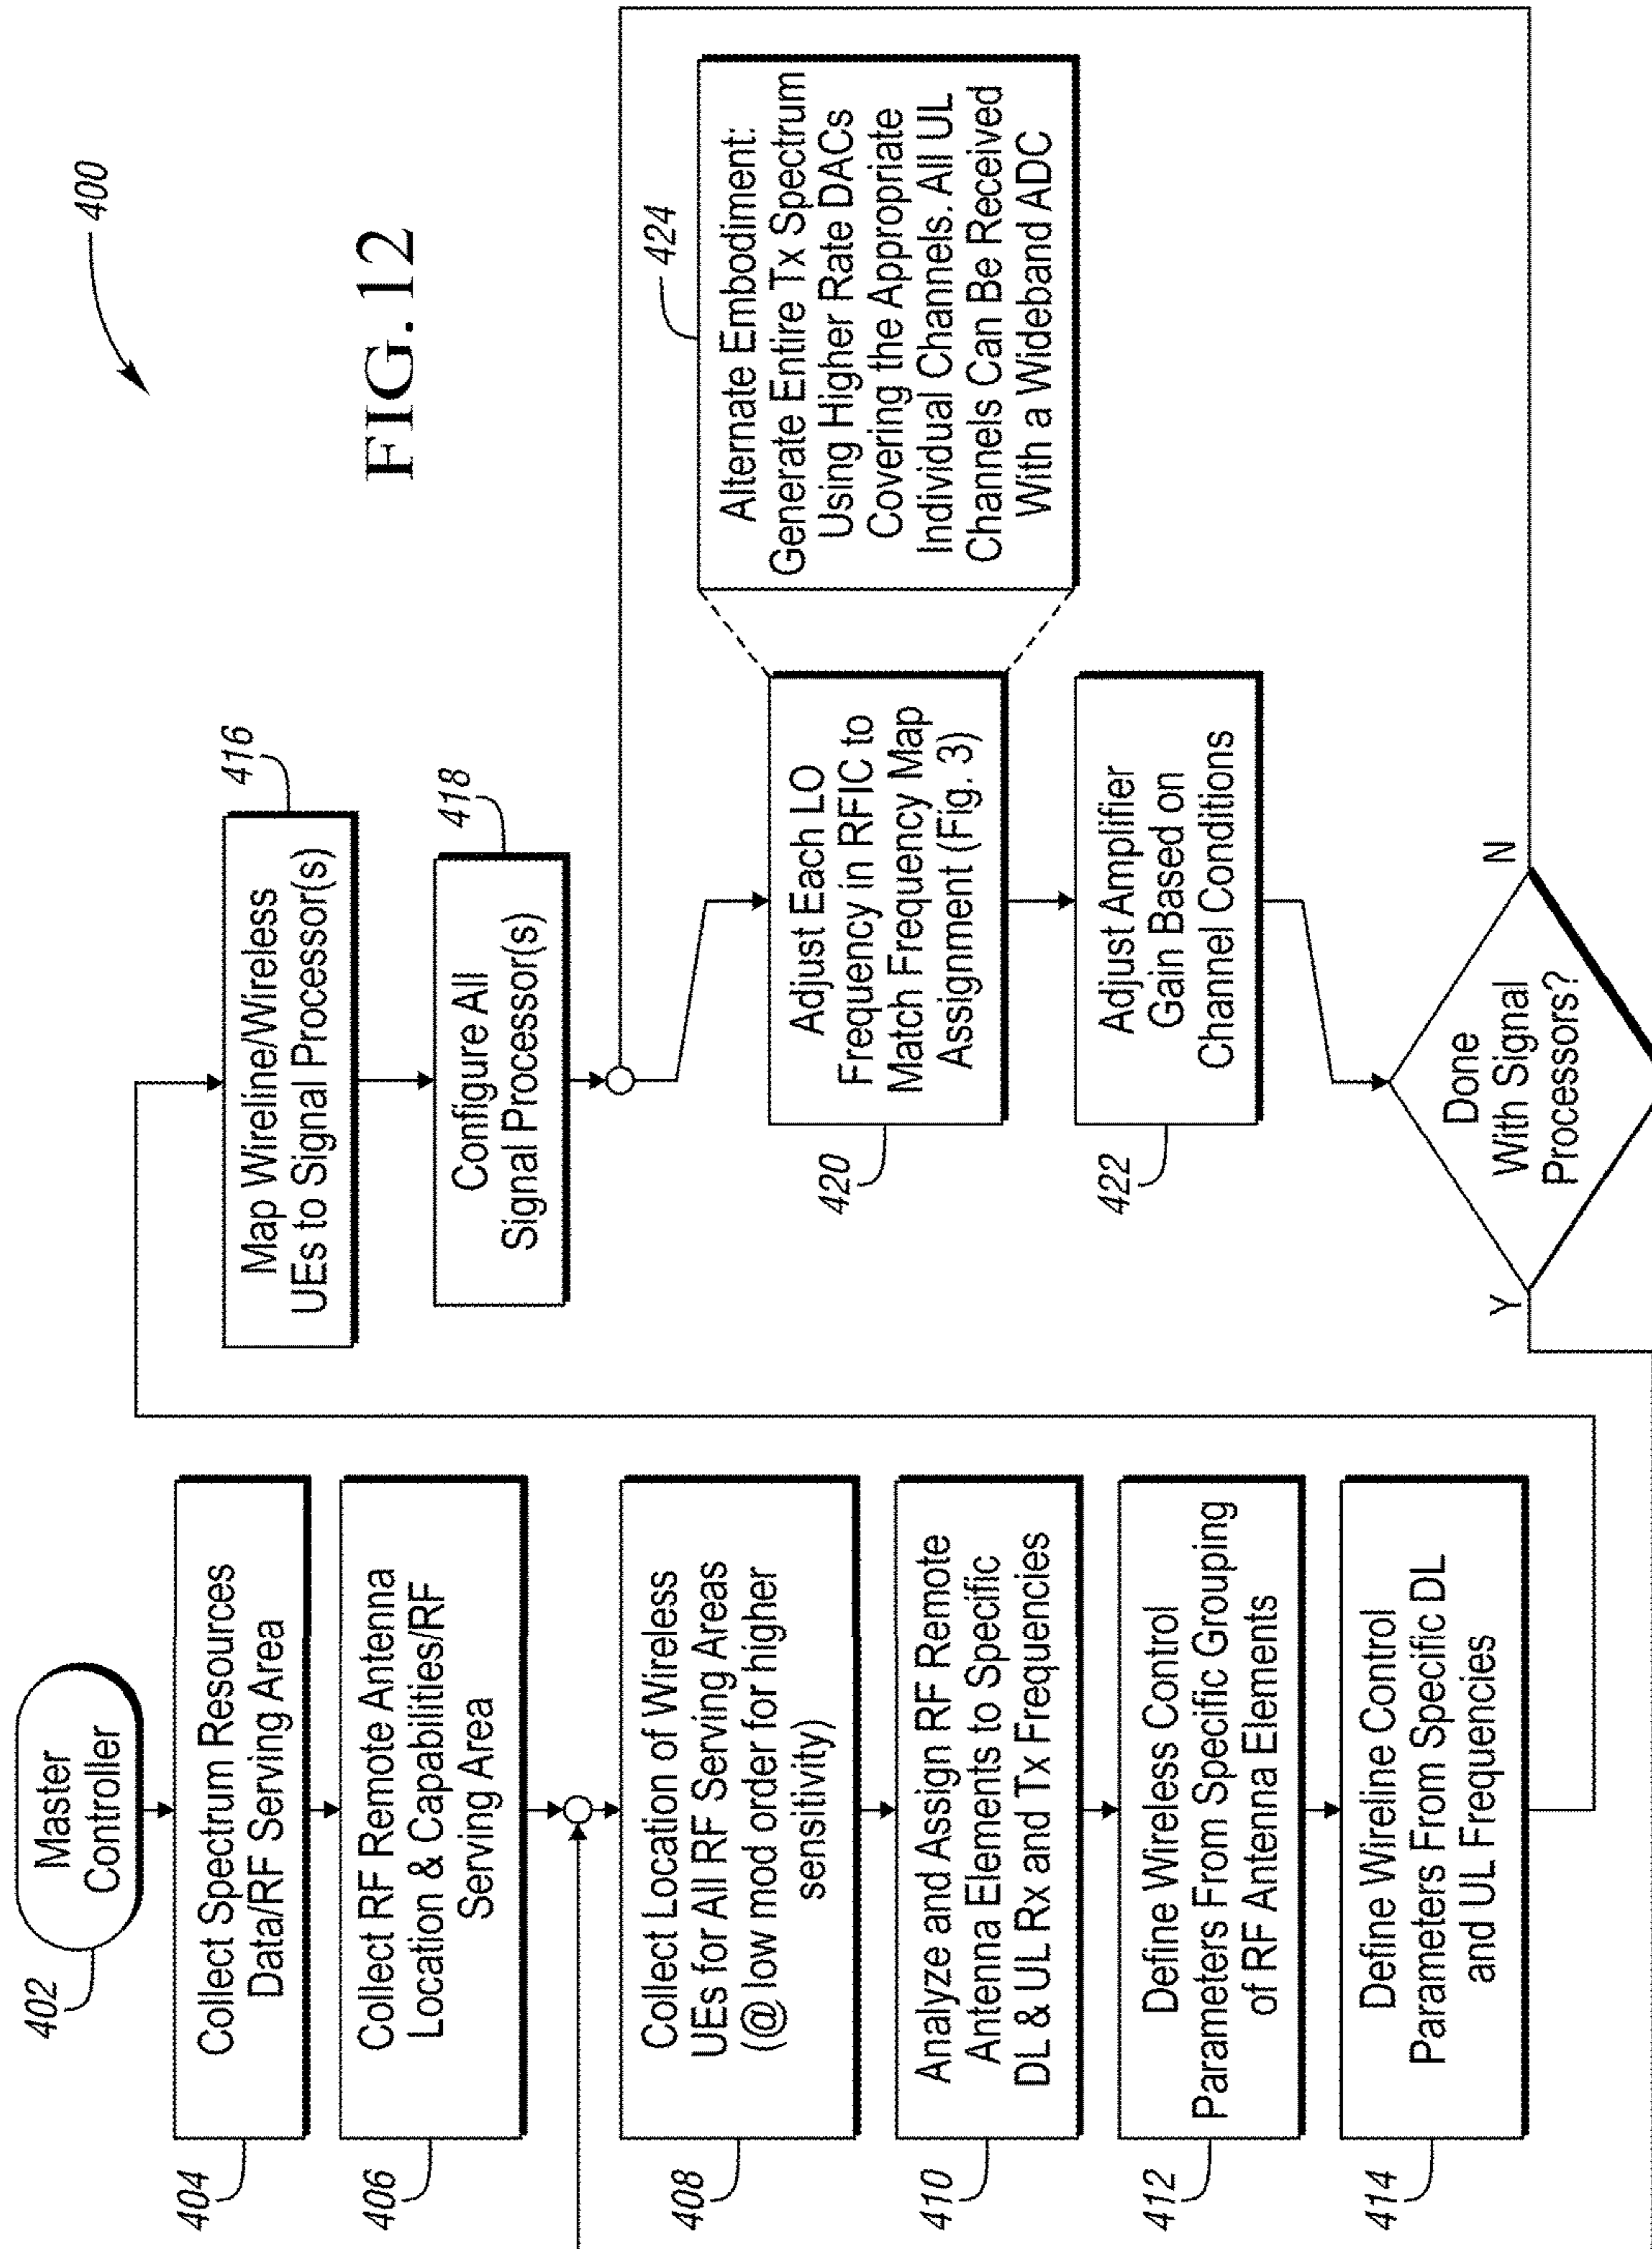 400
FIG. 12
402
Master
Controller
404
Collect Spectrum Resources
Data/RF Serving Area
406
Collect RF Remote Antenna
Location & Capabilities/RF
Serving Area
408
Collect Location of Wireless
UEs for All RF Serving Areas
(@ low mod order for higher
sensitivity)
410
Analyze and Assign RF Remote
Antenna Elements to Specific
DL & UL Rx and Tx Frequencies
412
Define Wireless Control
Parameters From Specific Grouping
of RF Antenna Elements
414
Define Wireline Control
Parameters From Specific DL
and UL Frequencies
416
Map Wireline/Wireless
UEs to Signal Processor(s)
418
Configure All
Signal Processor(s)
420
Adjust Each LO
Frequency in RFIC to
Match Frequency Map
Assignment (Fig. 3)
424
Alternate Embodiment:
Generate Entire Tx Spectrum
Using Higher Rate DACs
Covering the Appropriate
Individual Channels. All UL
Channels Can Be Received
With a Wideband ADC
422
Adjust Amplifier
Gain Based on
Channel Conditions
Done
With Signal
Processors?
Y
N